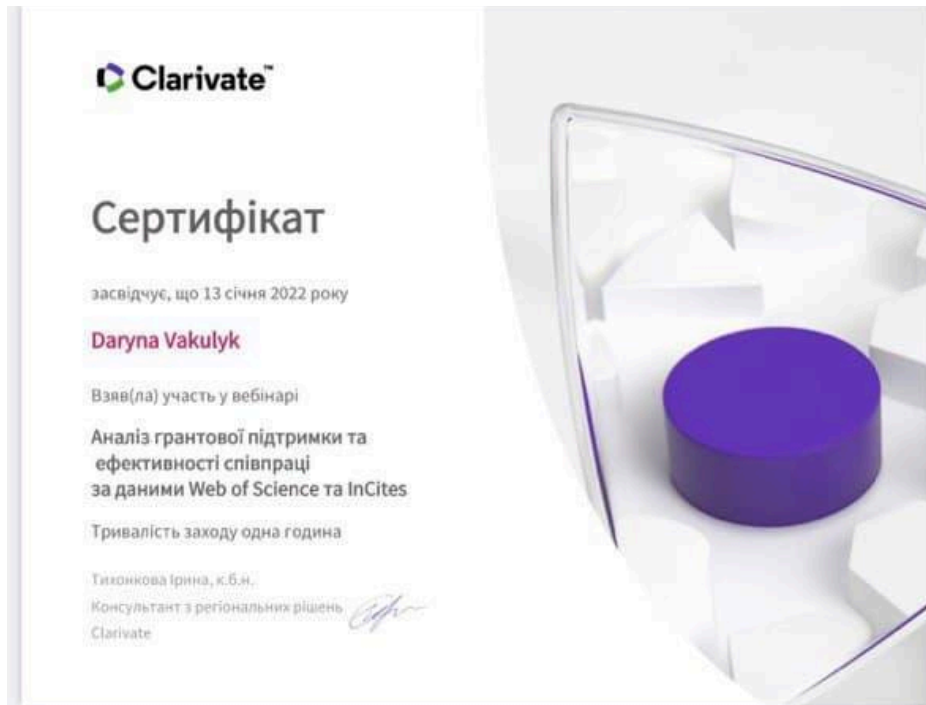 Clarivate™
Сертифікат
засвідчує, що 13 січня 2022 року
Daryna Vakulyk
Взяв(ла) участь у вебінарі
Аналіз грантової підтримки та
ефективності співпраці
за даними Web of Science та InCites
Тривалість заходу одна година
Тихонкова Ірина, к.б.н.
Консультант з регіональних рішень
Clarivate